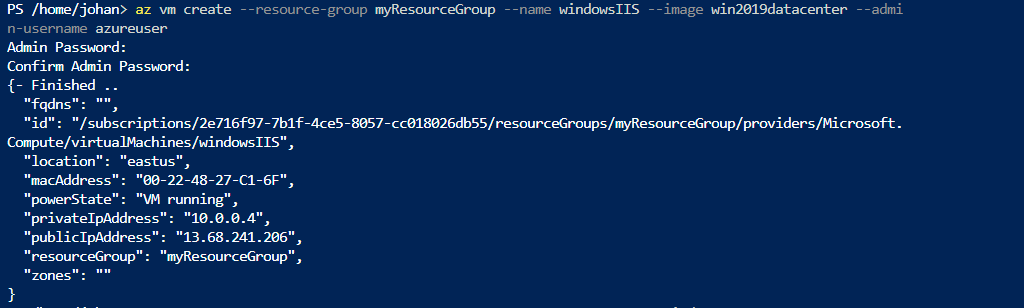 PS /home/johan> az vm create --resource-group myResourceGroup --name windowsIIS --image win2019datacenter --admi
n-username azureuser
Admin Password:
Confirm Admin Password:
{- Finished ..
  "fqdns": "",
  "id": "/subscriptions/2e716f97-7b1f-4ce5-8057-cc018026db55/resourceGroups/myResourceGroup/providers/Microsoft.
Compute/virtualMachines/windowsIIS",
  "location": "eastus",
  "macAddress": "00-22-48-27-C1-6F",
  "powerState": "VM running",
  "privateIpAddress": "10.0.0.4",
  "publicIpAddress": "13.68.241.206",
  "resourceGroup": "myResourceGroup",
  "zones": ""
}